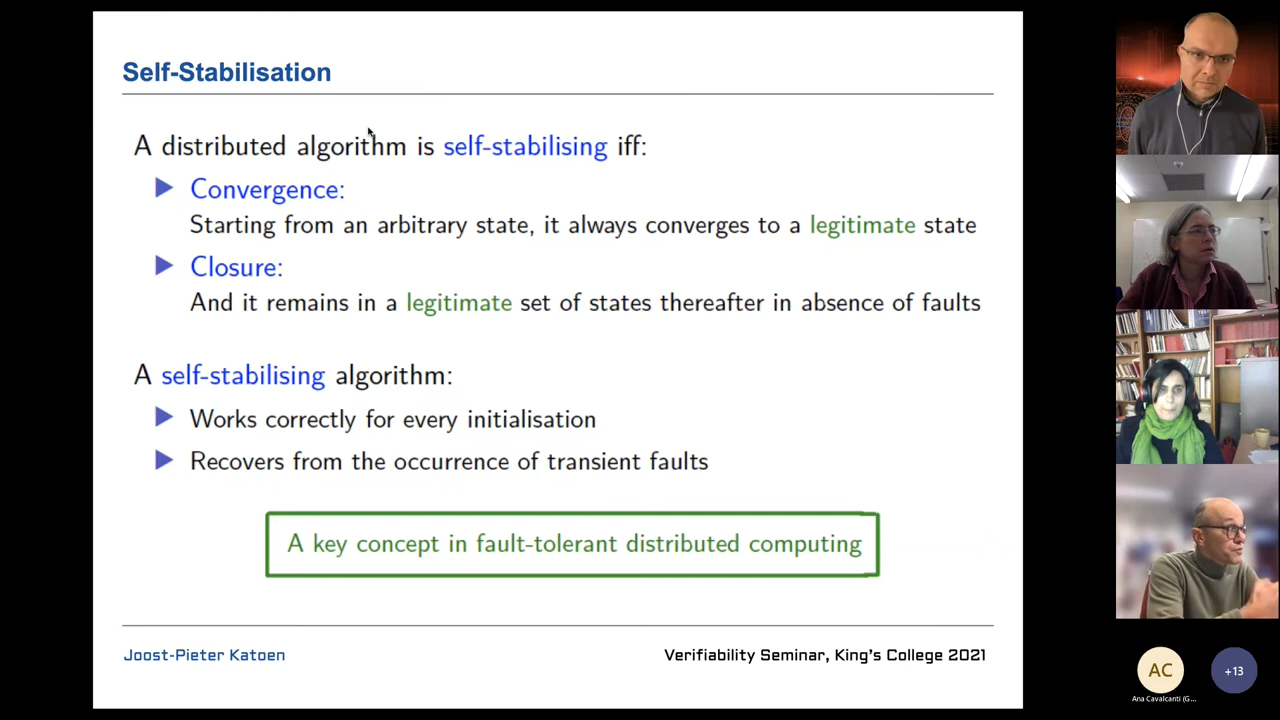 Self-Stabilisation
A distributed algorithm is self-stabilising iff:
Convergence:
Starting from an arbitrary state, it always converges to a legitimate state
Closure:
And it remains in a legitimate set of states thereafter in absence of faults
A self-stabilising algorithm:
Works correctly for every initialisation
Recovers from the occurrence of transient faults
A key concept in fault-tolerant distributed computing
Joost-Pieter Katoen
Verifiability Seminar, King's College 2021
AC
+13
Ana Cavalcanti (G...